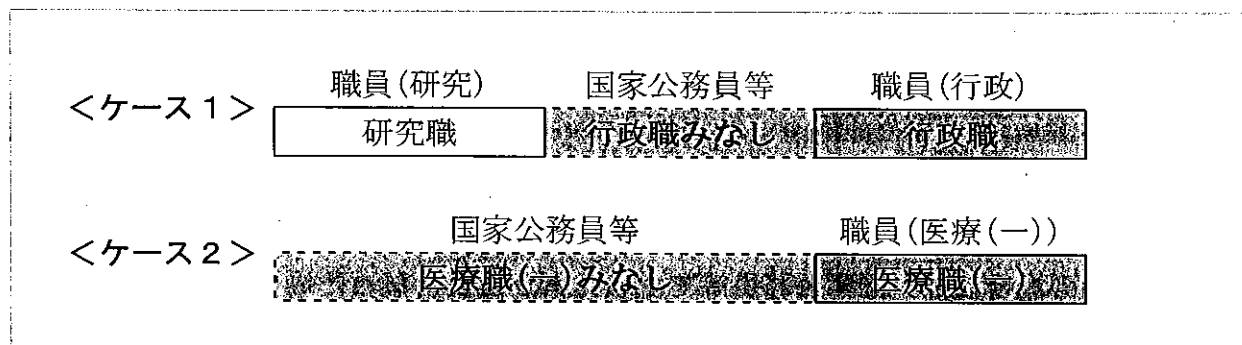 職員(研究) 国家公務員等 職員(行政)
<ケース1> 研究職 行政職みなし 行政職
国家公務員等 職員(医療(一))
<ケース2> 医療職(一)みなし 医療職(一)